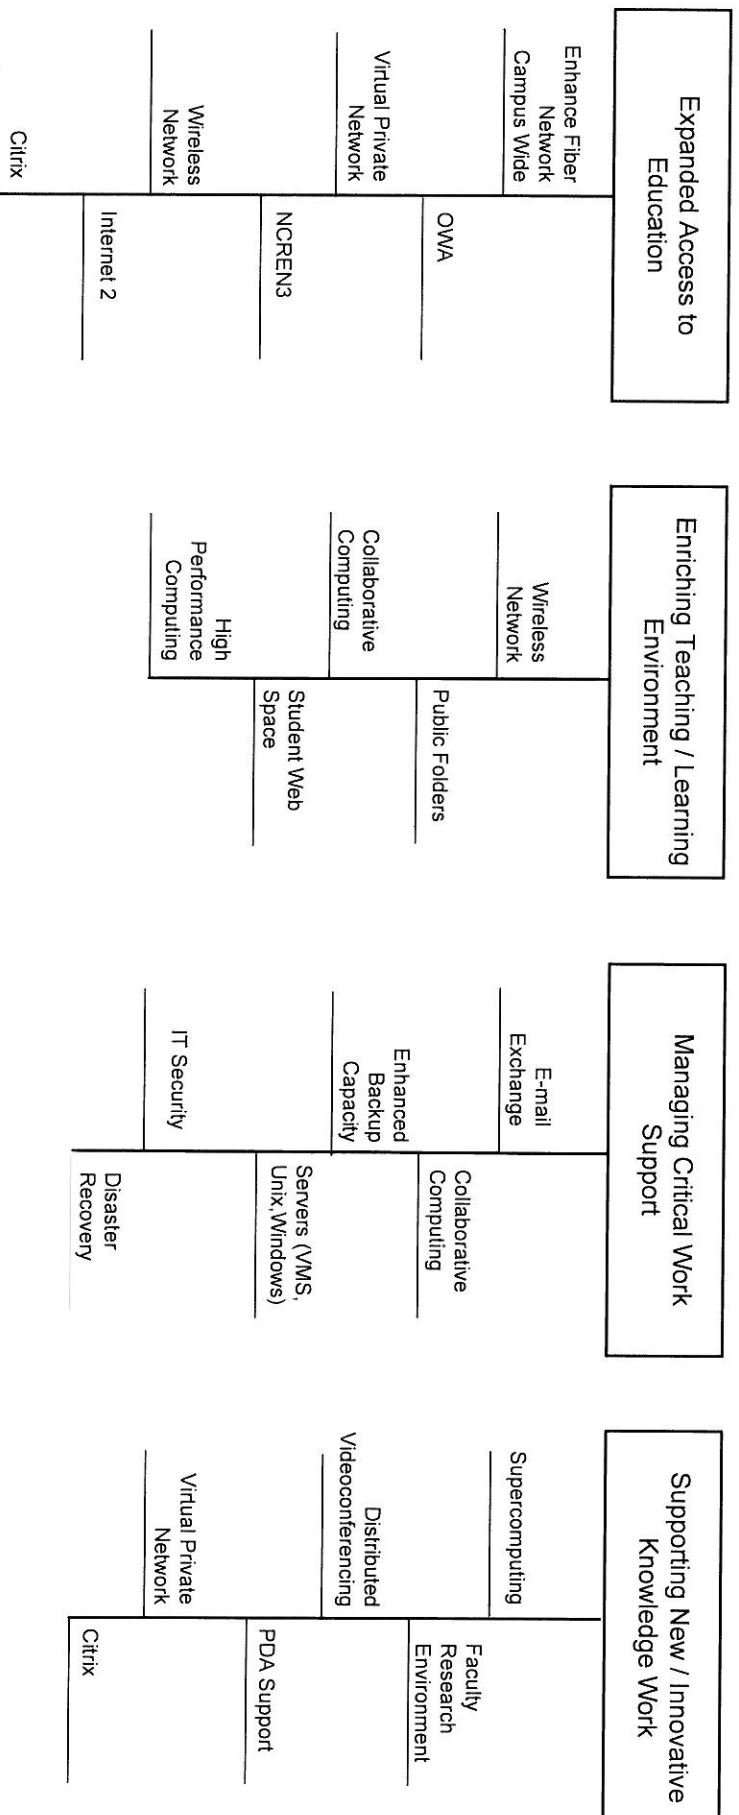 Expanded Access to
Education
Enhance Fiber
Network
Campus Wide
OWA
Virtual Private
Network
NCREN3
Wireless
Network
Internet 2
Citrix
Enriching Teaching / Learning
Environment
Wireless
Network
Public Folders
Collaborative
Computing
Student Web
Space
High
Performance
Computing
Managing Critical Work
Support
E-mail
Exchange
Collaborative
Computing
Enhanced
Backup
Capacity
Servers (VMS,
Unix,Windows)
IT Security
Disaster
Recovery
Supporting New / Innovative
Knowledge Work
Supercomputing
Faculty
Research
Environment
Distributed
Videoconferencing
PDA Support
Virtual Private
Network
Citrix